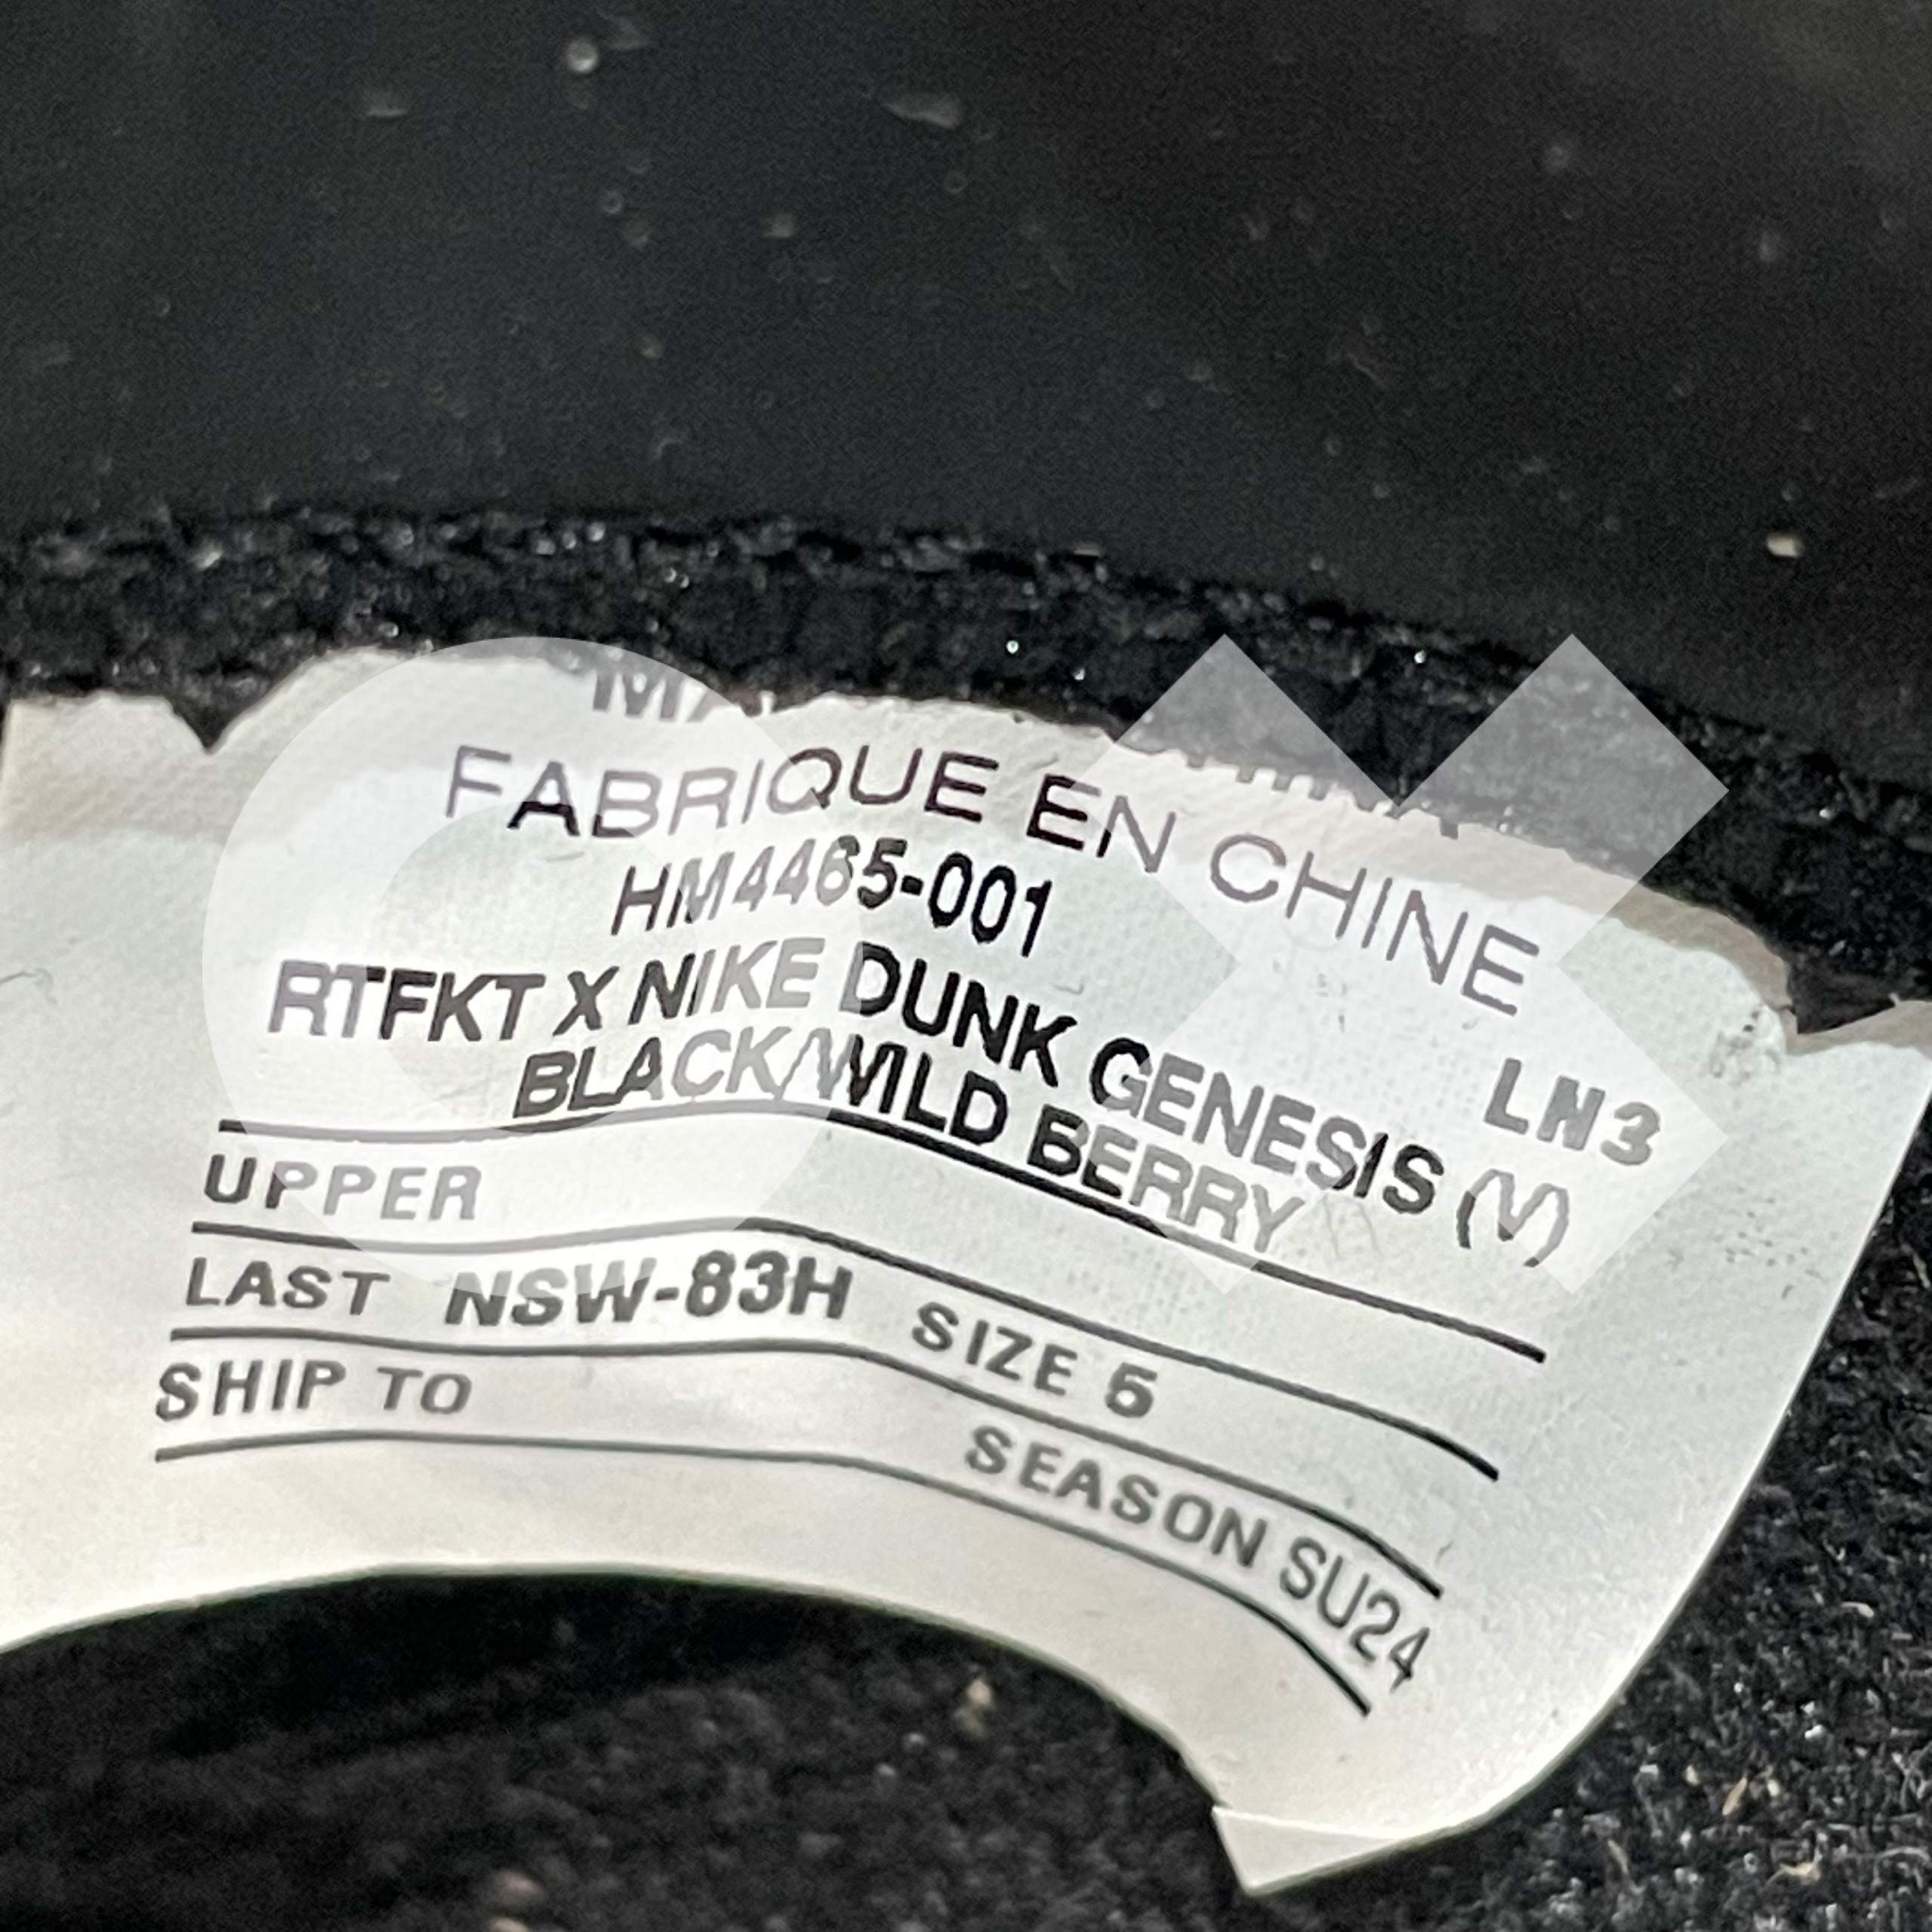 FABRIQUE EN CHINE
HM4465-001
LN3
RTFKT X NIKE DUNK GENESIS (V)
BLACK/WILD BERRY
UPPER
LAST NSW-83H SIZE 5
SHIP TO SEASON SU24